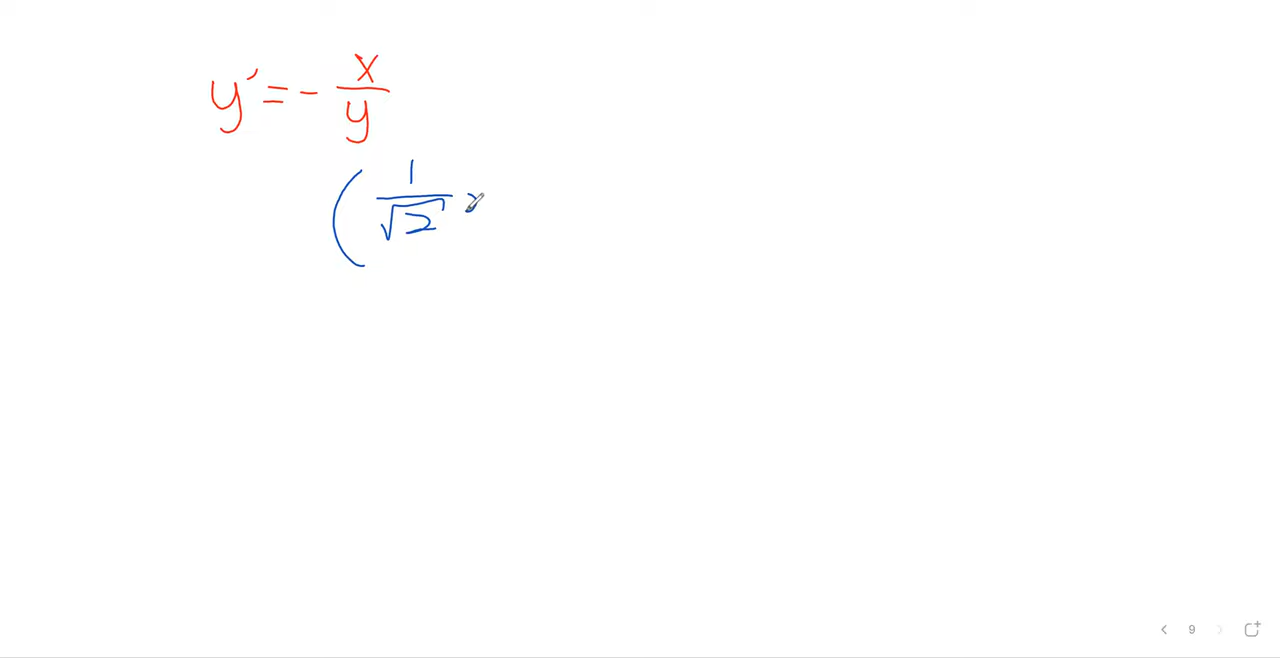 y' = - x/y
( 1/√2
9